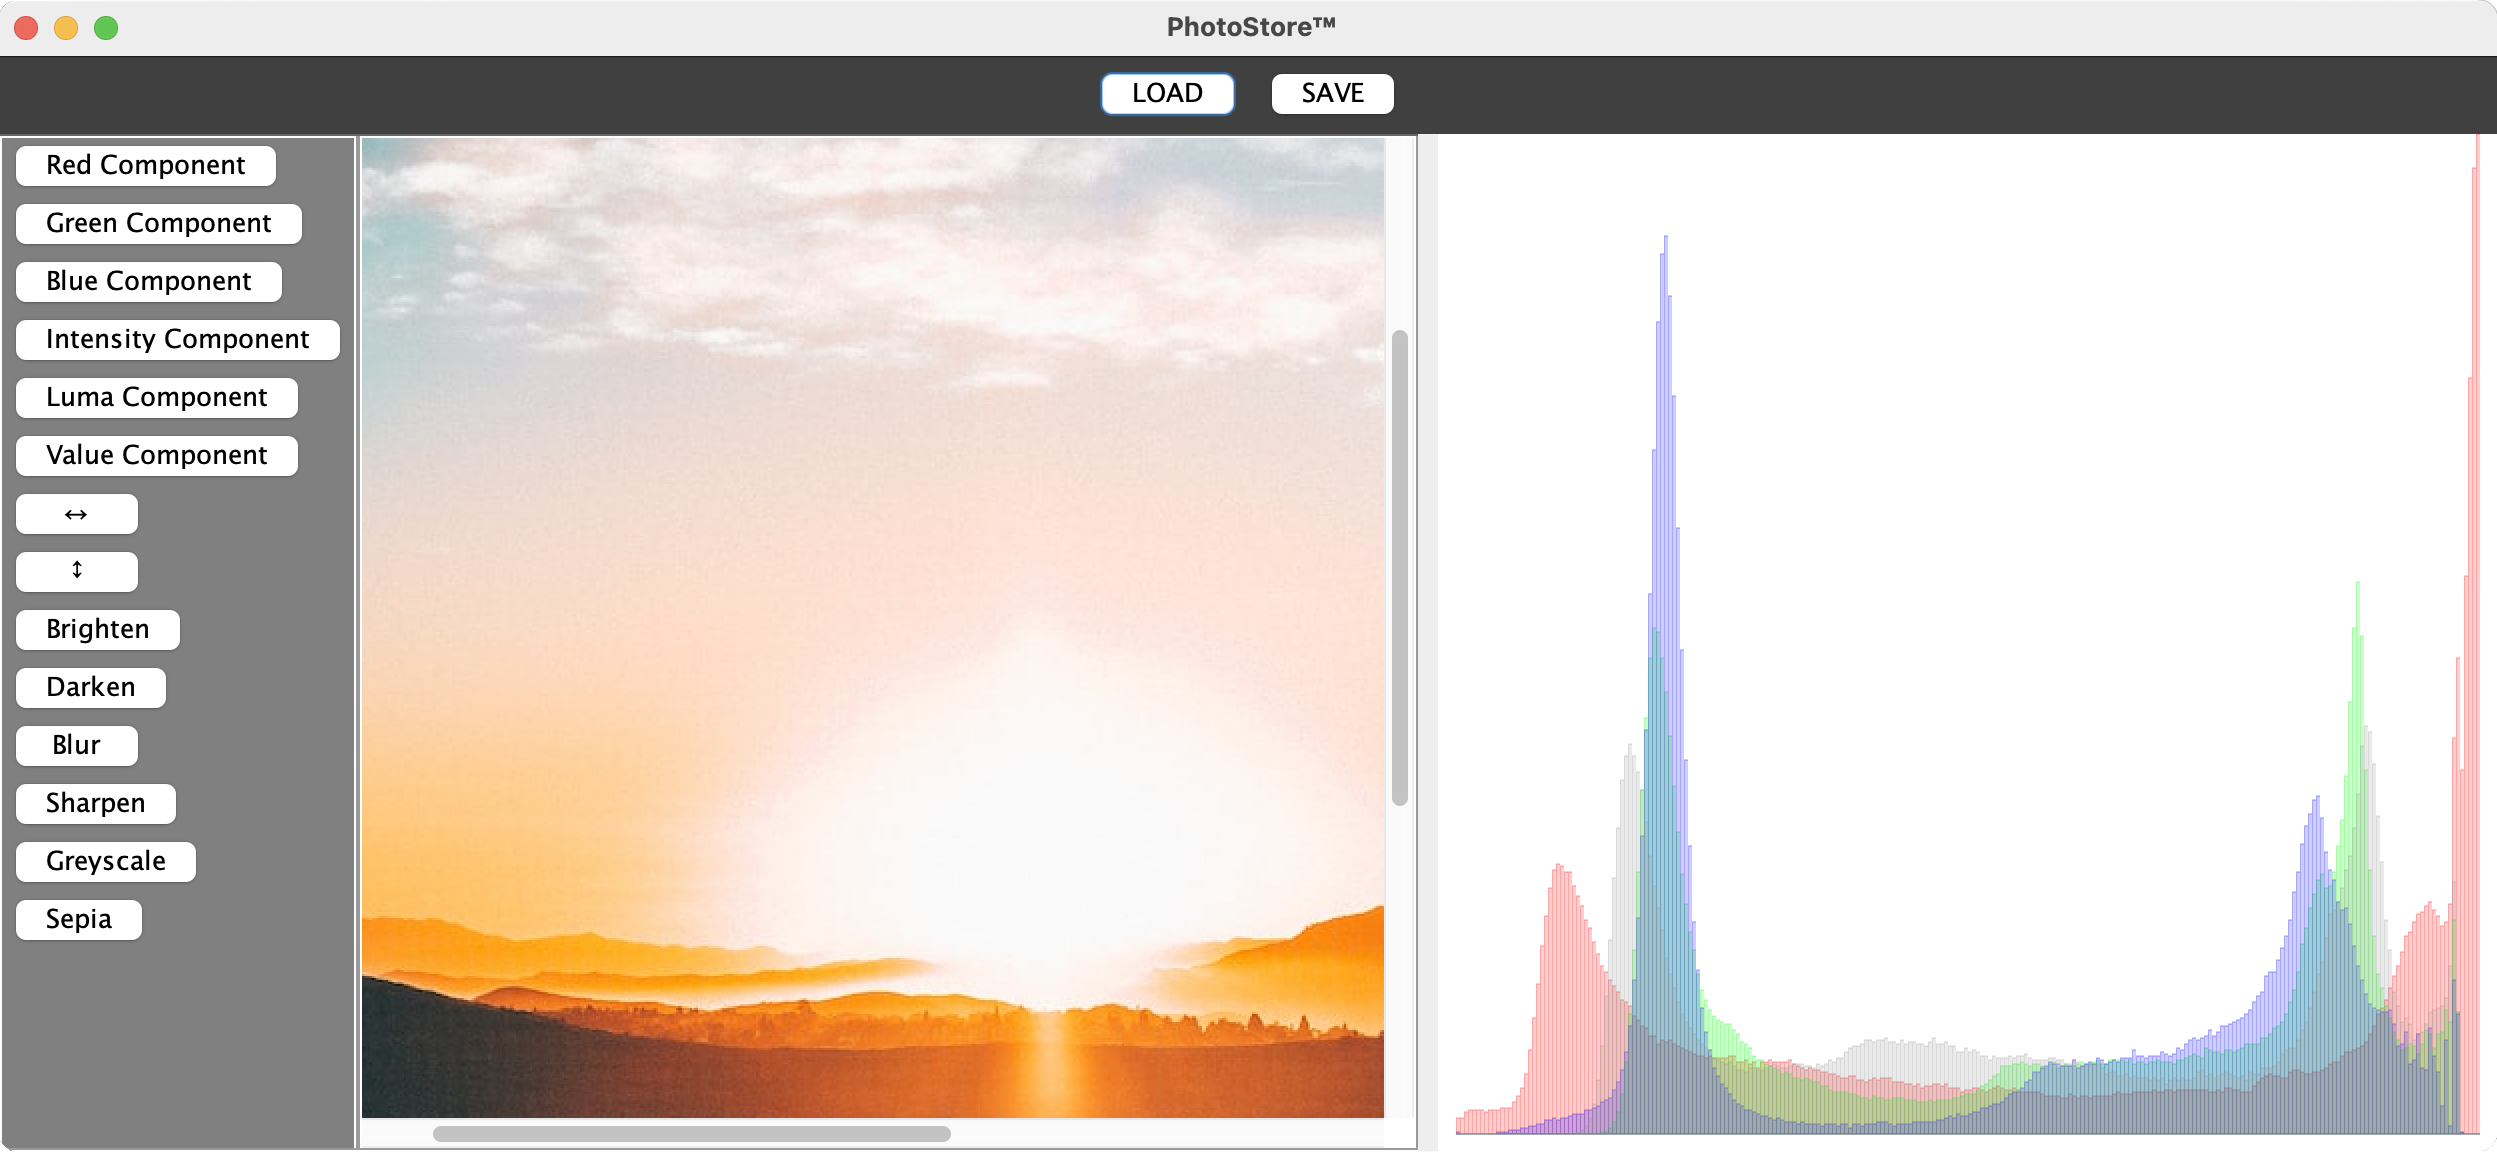 PhotoStore™
LOAD
SAVE
Red Component
Green Component
Blue Component
Intensity Component
Luma Component
Value Component
↔
↕
Brighten
Darken
Blur
Sharpen
Greyscale
Sepia